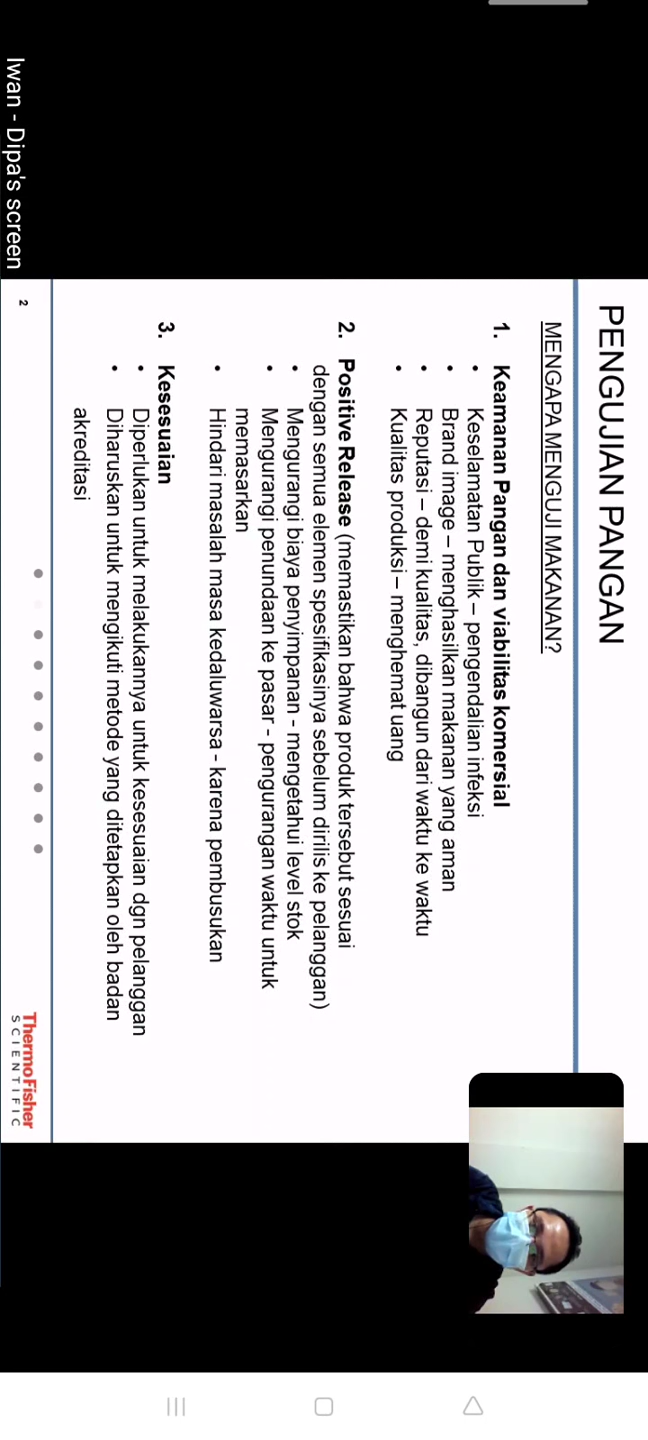 PENGUJIAN PANGAN
MENGAPA MENGUJI MAKANAN?
1. Keamanan Pangan dan viabilitas komersial
• Keselamatan Publik – pengendalian infeksi
• Brand image – menghasilkan makanan yang aman
• Reputasi – demi kualitas, dibangun dari waktu ke waktu
• Kualitas produksi – menghemat uang
2. Positive Release (memastikan bahwa produk tersebut sesuai
dengan semua elemen spesifikasinya sebelum dirilis ke pelanggan)
• Mengurangi biaya penyimpanan - mengetahui level stok
• Mengurangi penundaan ke pasar - pengurangan waktu untuk
memasarkan
• Hindari masalah masa kedaluwarsa - karena pembusukan
3. Kesesuaian
• Diperlukan untuk melakukannya untuk kesesuaian dgn pelanggan
• Diharuskan untuk mengikuti metode yang ditetapkan oleh badan
akreditasi
2
ThermoFisher
SCIENTIFIC
Iwan - Dipa's screen